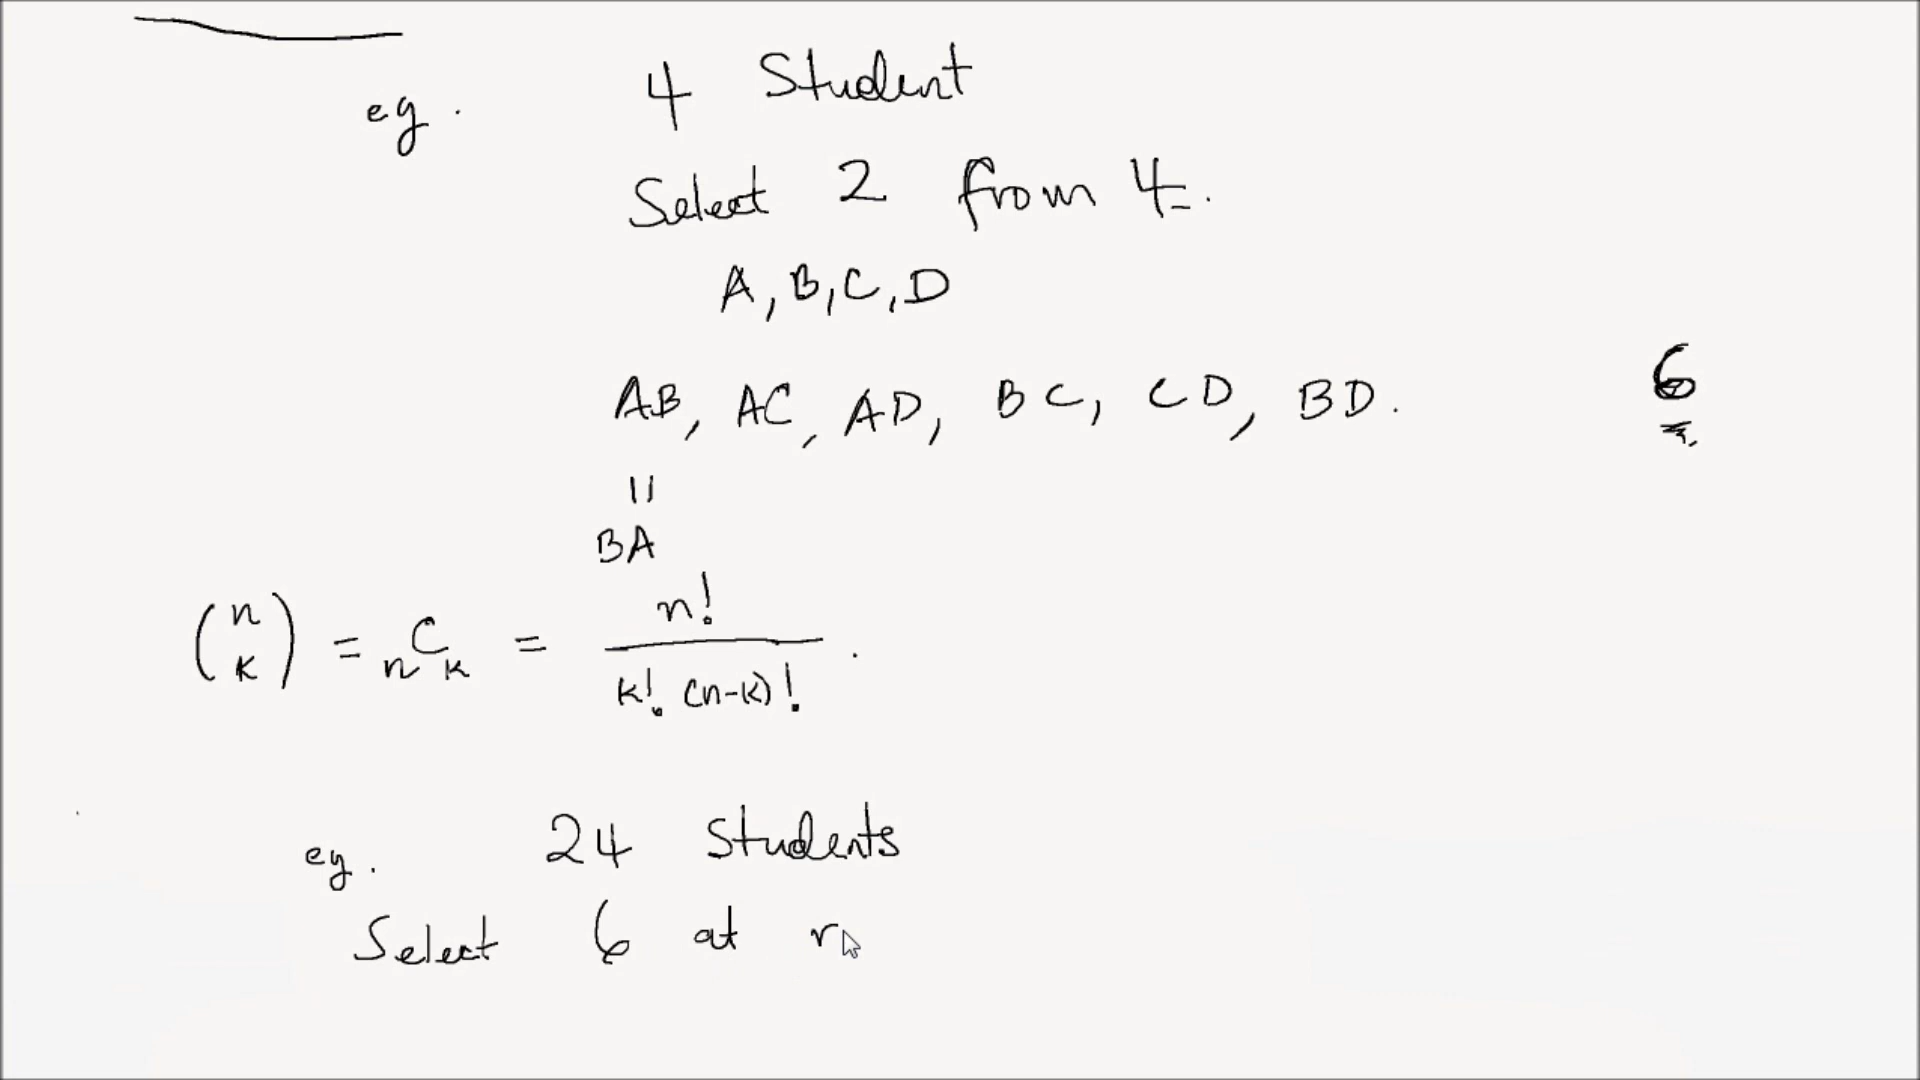 eg. 4 Student
Select 2 from 4.
A, B, C, D
AB, AC, AD, BC, CD, BD. 6
||
BA
(n k) = nCk = n! / k! (n-k)! .
eg. 24 Students
Select 6 at r